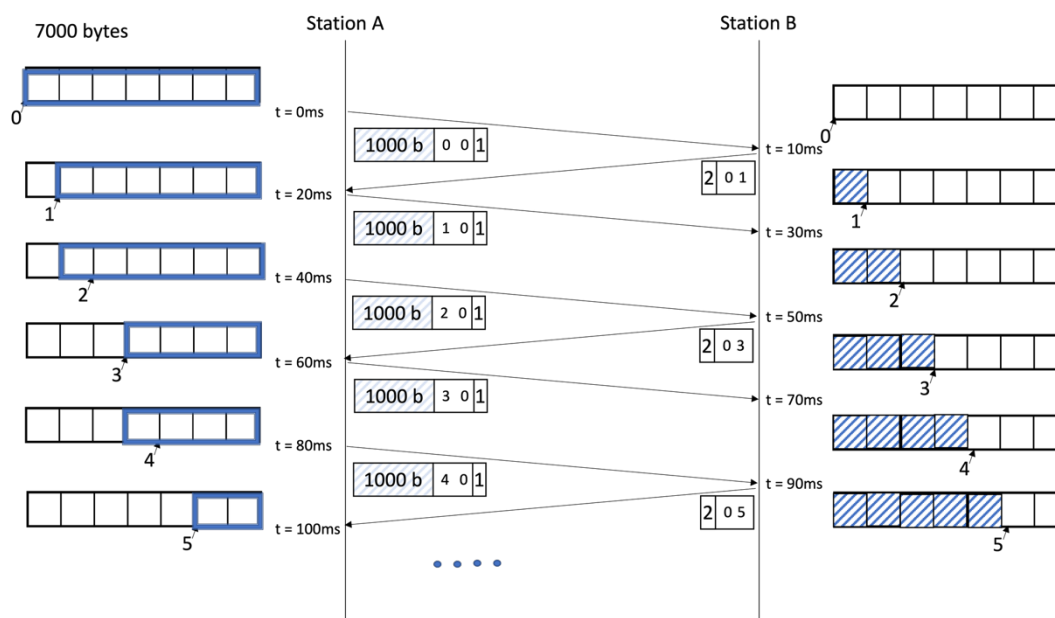 7000 bytes
Station A
Station B
0
t = 0ms
0
1000 b 0 0 1
t = 10ms
2 0 1
1
t = 20ms
1
1000 b 1 0 1
t = 30ms
2
t = 40ms
2
1000 b 2 0 1
t = 50ms
2 0 3
3
t = 60ms
3
1000 b 3 0 1
t = 70ms
4
t = 80ms
4
1000 b 4 0 1
t = 90ms
2 0 5
5
t = 100ms
5